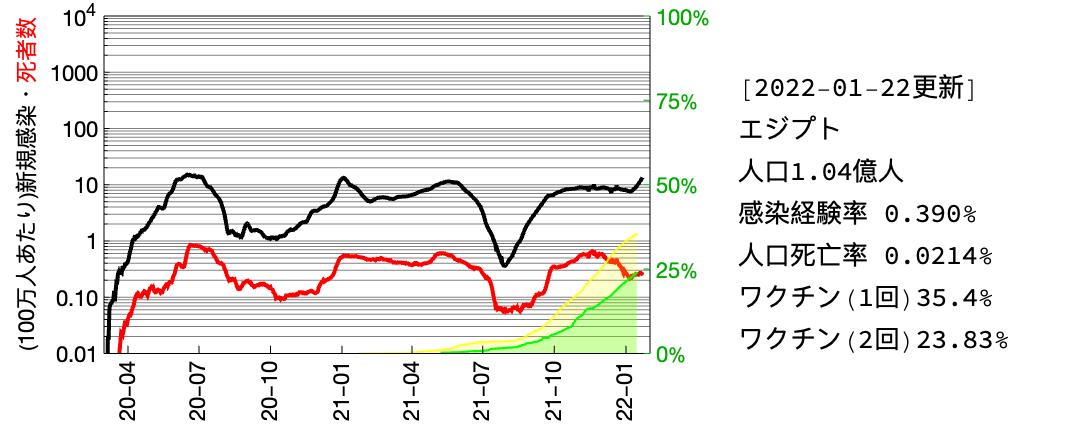 (100万人あたり)新規感染・死者数
10⁴
1000
100
10
1
0.10
0.01
100%
75%
50%
25%
0%
20-04
20-07
20-10
21-01
21-04
21-07
21-10
22-01
[2022-01-22更新]
エジプト
人口1.04億人
感染経験率 0.390%
人口死亡率 0.0214%
ワクチン(1回)35.4%
ワクチン(2回)23.83%